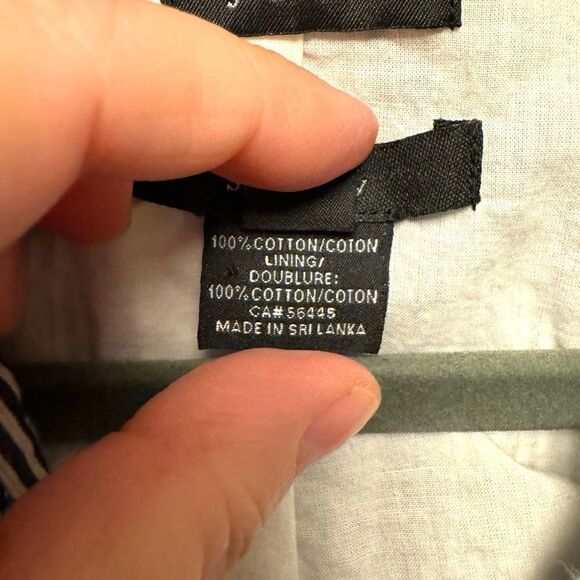 100% COTTON/COTON
LINING/
DOUBLURE:
100% COTTON/COTON
CA# 56445
MADE IN SRI LANKA